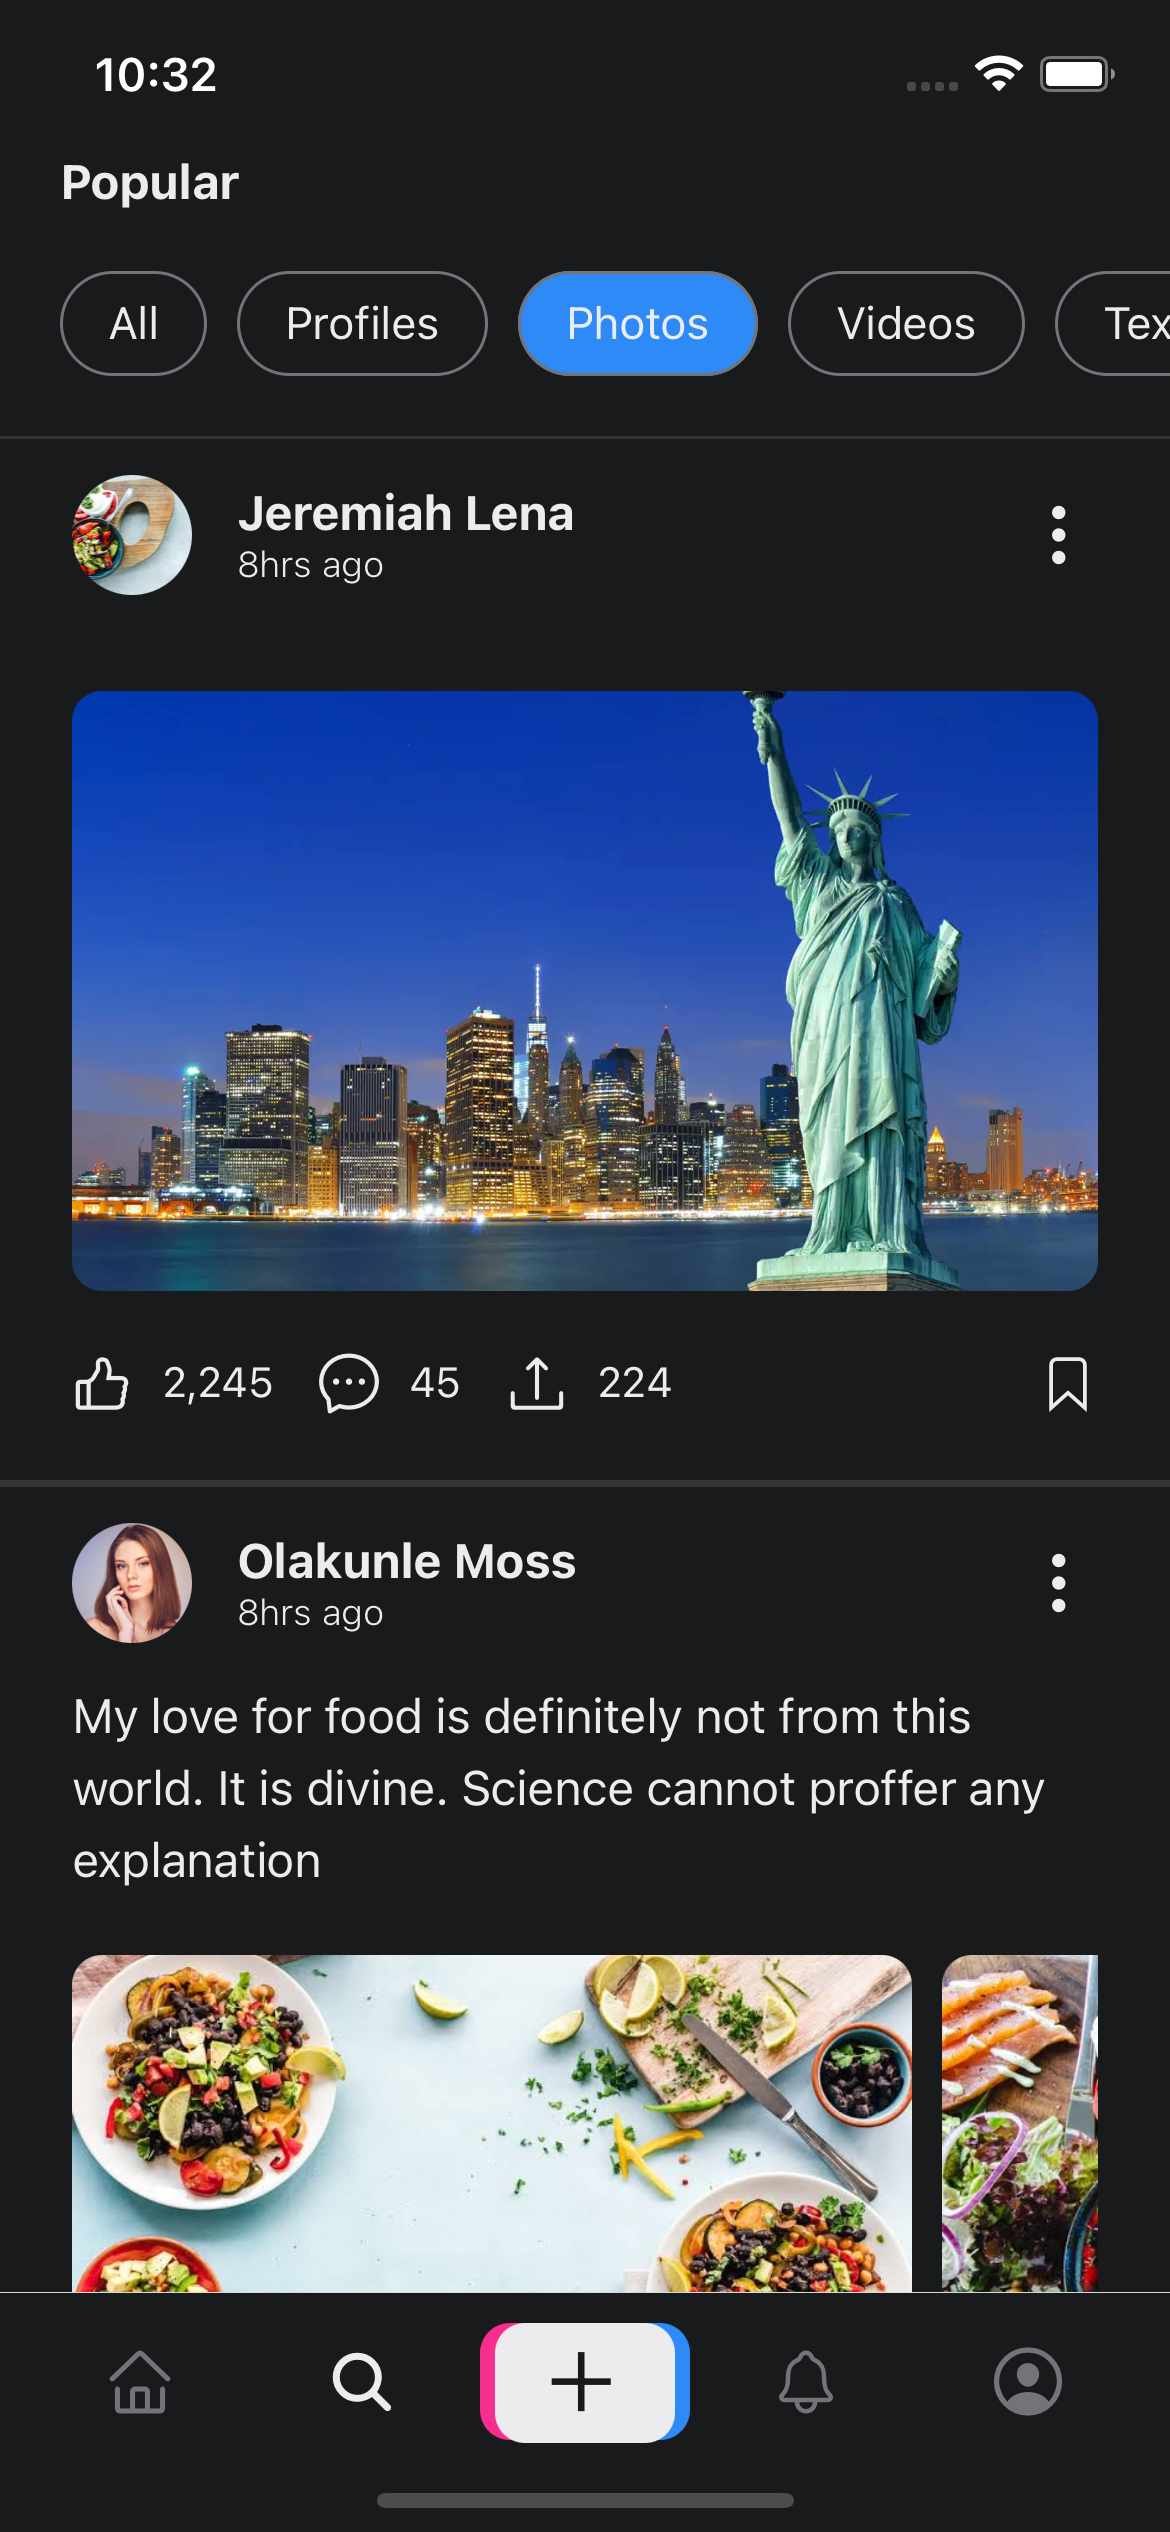 10:32
Popular
All
Profiles
Photos
Videos
Tex
Jeremiah Lena
8hrs ago
2,245
45
224
Olakunle Moss
8hrs ago
My love for food is definitely not from this
world. It is divine. Science cannot proffer any
explanation